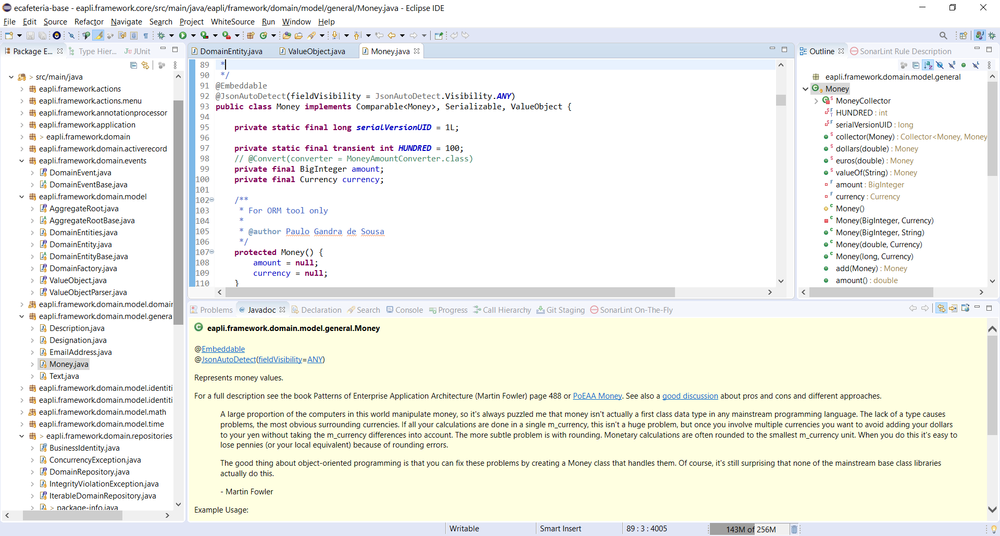 ecafeteria-base - eapli.framework.core/src/main/java/eapli/framework/domain/model/general/Money.java - Eclipse IDE
File Edit Source Refactor Navigate Search Project WhiteSource Run Window Help
Package E... Type Hier... JUnit
> src/main/java
eapli.framework.actions
eapli.framework.actions.menu
eapli.framework.annotationprocessor
eapli.framework.application
> eapli.framework.domain
eapli.framework.domain.activerecord
eapli.framework.domain.events
DomainEvent.java
DomainEventBase.java
eapli.framework.domain.model
AggregateRoot.java
AggregateRootBase.java
DomainEntities.java
DomainEntity.java
DomainEntityBase.java
DomainFactory.java
ValueObject.java
ValueObjectParser.java
eapli.framework.domain.model.domair
eapli.framework.domain.model.genera
Description.java
Designation.java
EmailAddress.java
Money.java
Text.java
eapli.framework.domain.model.identiti
eapli.framework.domain.model.identiti
eapli.framework.domain.model.math
eapli.framework.domain.model.time
> eapli.framework.domain.repositories
BusinessIdentity.java
ConcurrencyException.java
DomainRepository.java
IntegrityViolationException.java
IterableDomainRepository.java
> package-info.java
DomainEntity.java ValueObject.java Money.java
89 *
90 */
91 @Embeddable
92 @JsonAutoDetect(fieldVisibility = JsonAutoDetect.Visibility.ANY)
93 public class Money implements Comparable<Money>, Serializable, ValueObject {
94
95 private static final long serialVersionUID = 1L;
96
97 private static final transient int HUNDRED = 100;
98 // @Convert(converter = MoneyAmountConverter.class)
99 private final BigInteger amount;
100 private final Currency currency;
101
102 /**
103 * For ORM tool only
104 *
105 * @author Paulo Gandra de Sousa
106 */
107 protected Money() {
108 amount = null;
109 currency = null;
110 }
Outline SonarLint Rule Description
eapli.framework.domain.model.general
Money
MoneyCollector
HUNDRED : int
serialVersionUID : long
collector(Money) : Collector<Money, Money
dollars(double) : Money
euros(double) : Money
valueOf(String) : Money
amount : BigInteger
currency : Currency
Money()
Money(BigInteger, Currency)
Money(BigInteger, String)
Money(double, Currency)
Money(long, Currency)
add(Money) : Money
amount() : double
Problems @ Javadoc Declaration Search Console Progress Call Hierarchy Git Staging SonarLint On-The-Fly
eapli.framework.domain.model.general.Money
@Embeddable
@JsonAutoDetect(fieldVisibility=ANY)
Represents money values.
For a full description see the book Patterns of Enterprise Application Architecture (Martin Fowler) page 488 or PoEAA Money. See also a good discussion about pros and cons and different approaches.
A large proportion of the computers in this world manipulate money, so it's always puzzled me that money isn't actually a first class data type in any mainstream programming language. The lack of a type causes
problems, the most obvious surrounding currencies. If all your calculations are done in a single m_currency, this isn't a huge problem, but once you involve multiple currencies you want to avoid adding your dollars
to your yen without taking the m_currency differences into account. The more subtle problem is with rounding. Monetary calculations are often rounded to the smallest m_currency unit. When you do this it's easy to
lose pennies (or your local equivalent) because of rounding errors.
The good thing about object-oriented programming is that you can fix these problems by creating a Money class that handles them. Of course, it's still surprising that none of the mainstream base class libraries
actually do this.
- Martin Fowler
Example Usage:
Writable Smart Insert 89 : 3 : 4005 143M of 256M